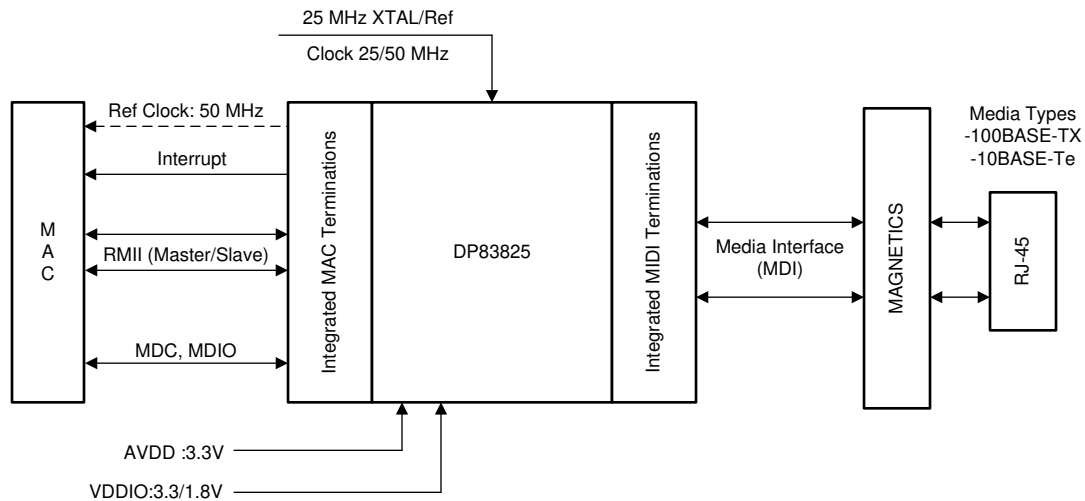 25 MHz XTAL/Ref
Clock 25/50 MHz
Ref Clock: 50 MHz
Interrupt
M
A
C
RMII (Master/Slave)
MDC, MDIO
Integrated MAC Terminations
DP83825
Integrated MIDI Terminations
Media Interface
(MDI)
MAGNETICS
Media Types
-100BASE-TX
-10BASE-Te
RJ-45
AVDD :3.3V
VDDIO:3.3/1.8V